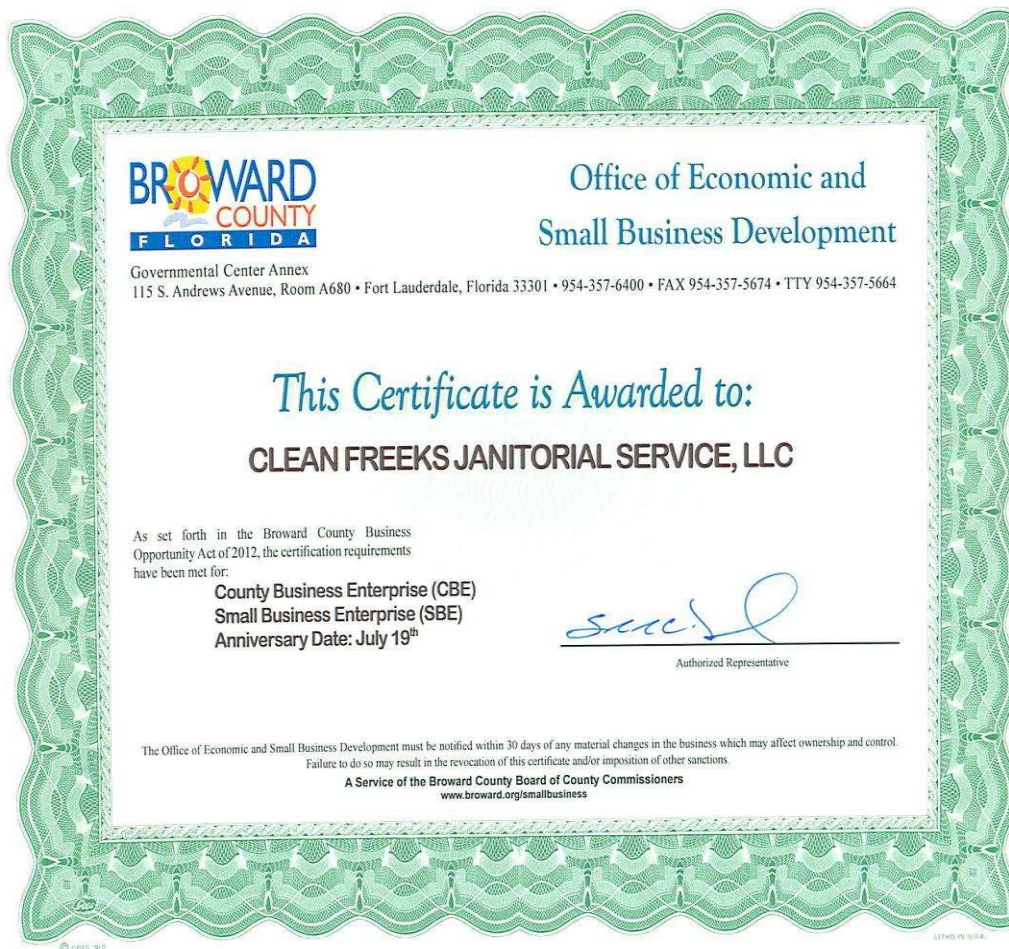 BROWARD
COUNTY
FLORIDA
Office of Economic and
Small Business Development
Governmental Center Annex
115 S. Andrews Avenue, Room A680 • Fort Lauderdale, Florida 33301 • 954-357-6400 • FAX 954-357-5674 • TTY 954-357-5664
This Certificate is Awarded to:
CLEAN FREEKS JANITORIAL SERVICE, LLC
As set forth in the Broward County Business
Opportunity Act of 2012, the certification requirements
have been met for:
County Business Enterprise (CBE)
Small Business Enterprise (SBE)
Anniversary Date: July 19th
Authorized Representative
The Office of Economic and Small Business Development must be notified within 30 days of any material changes in the business which may affect ownership and control.
Failure to do so may result in the revocation of this certificate and/or imposition of other sanctions.
A Service of the Broward County Board of County Commissioners
www.broward.org/smallbusiness
LITHO IN U.S.A.